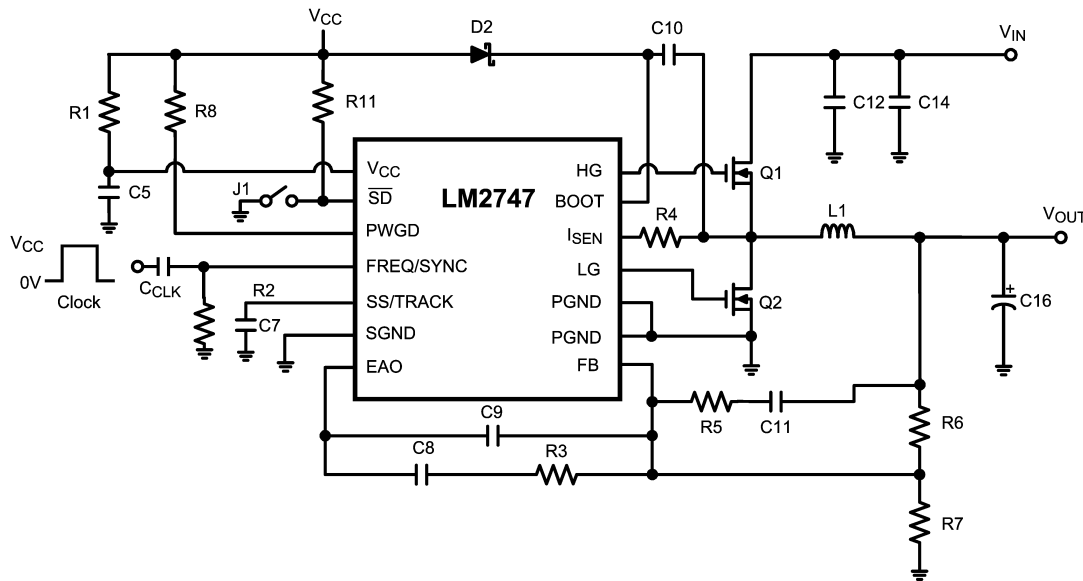 VCC
D2
C10
VIN
R1
R8
R11
C12
C14
VCC
HG
Q1
C5
J1
SD
LM2747
BOOT
R4
L1
VOUT
PWGD
ISEN
VCC
0V
Clock
CCLK
FREQ/SYNC
LG
R2
C7
SS/TRACK
PGND
Q2
+
C16
SGND
PGND
EAO
FB
C9
R5
C11
R6
C8
R3
R7